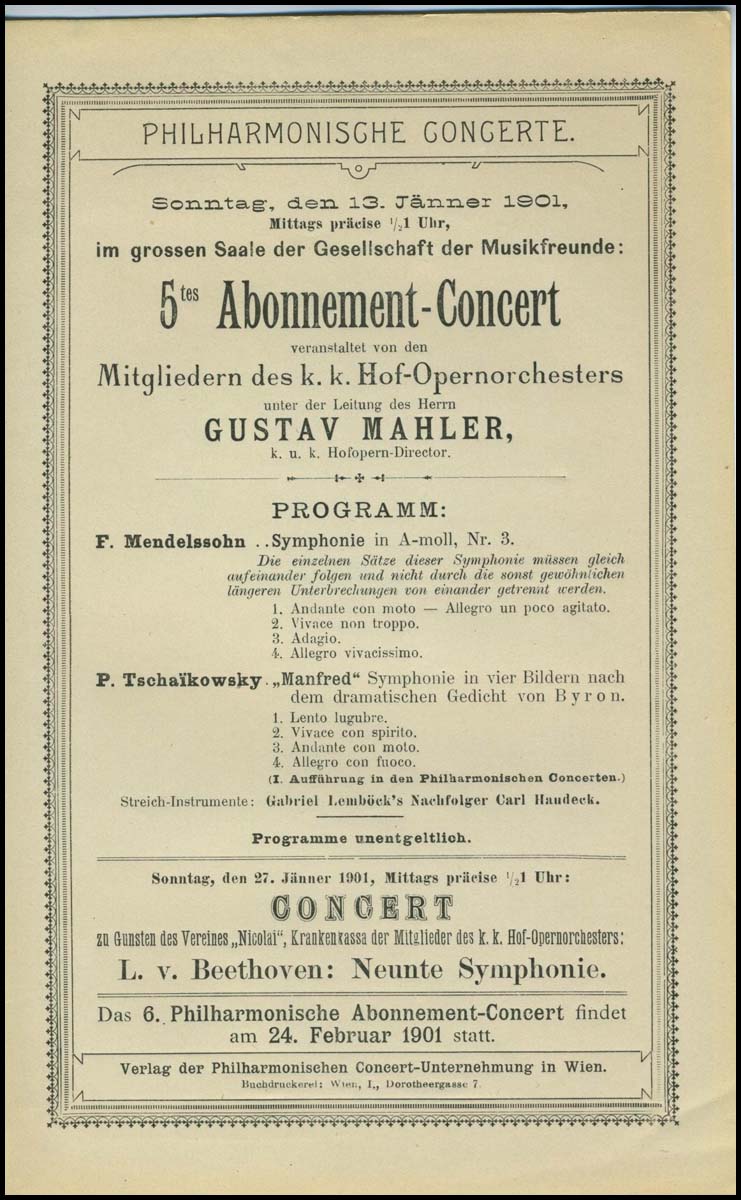 PHILHARMONISCHE CONCERTE.
Sonntag, den 13. Jänner 1901,
Mittags präcise ½1 Uhr,
im grossen Saale der Gesellschaft der Musikfreunde:
5tes Abonnement-Concert
veranstaltet von den
Mitgliedern des k. k. Hof-Opernorchesters
unter der Leitung des Herrn
GUSTAV MAHLER,
k. u. k. Hofopern-Director.
PROGRAMM:
F. Mendelssohn . . Symphonie in A-moll, Nr. 3.
Die einzelnen Sätze dieser Symphonie müssen gleich
aufeinander folgen und nicht durch die sonst gewöhnlichen
längeren Unterbrechungen von einander getrennt werden.
1. Andante con moto — Allegro un poco agitato.
2. Vivace non troppo.
3. Adagio.
4. Allegro vivacissimo.
P. Tschaïkowsky . „Manfred“ Symphonie in vier Bildern nach
dem dramatischen Gedicht von Byron.
1. Lento lugubre.
2. Vivace con spirito.
3. Andante con moto.
4. Allegro con fuoco.
(I. Aufführung in den Philharmonischen Concerten.)
Streich-Instrumente: Gabriel Lemböck's Nachfolger Carl Haudeck.
Programme unentgeltlich.
Sonntag, den 27. Jänner 1901, Mittags präcise ½1 Uhr:
CONCERT
zu Gunsten des Vereines „Nicolai“, Krankenkassa der Mitglieder des k. k. Hof-Opernorchesters:
L. v. Beethoven: Neunte Symphonie.
Das 6. Philharmonische Abonnement-Concert findet
am 24. Februar 1901 statt.
Verlag der Philharmonischen Concert-Unternehmung in Wien.
Buchdruckerei: Wien, I., Dorotheergasse 7.